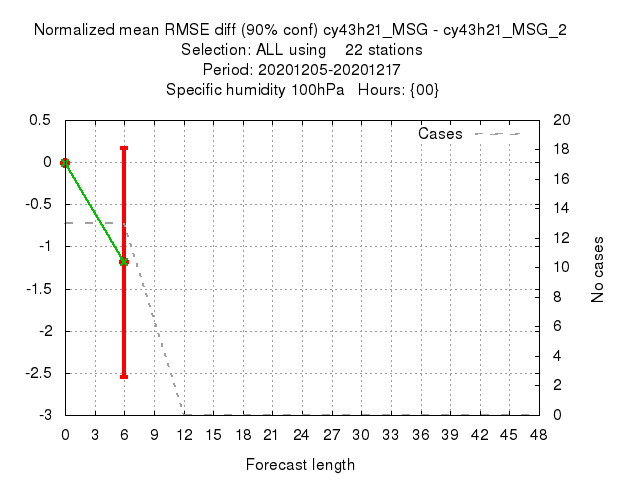 Normalized mean RMSE diff (90% conf) cy43h21_MSG - cy43h21_MSG_2
Selection: ALL using 22 stations
Period: 20201205-20201217
Specific humidity 100hPa Hours: {00}
Cases
0.5
0
-0.5
-1
-1.5
-2
-2.5
-3
20
18
16
14
12
10
8
6
4
2
0
No cases
0 3 6 9 12 15 18 21 24 27 30 33 36 39 42 45 48
Forecast length